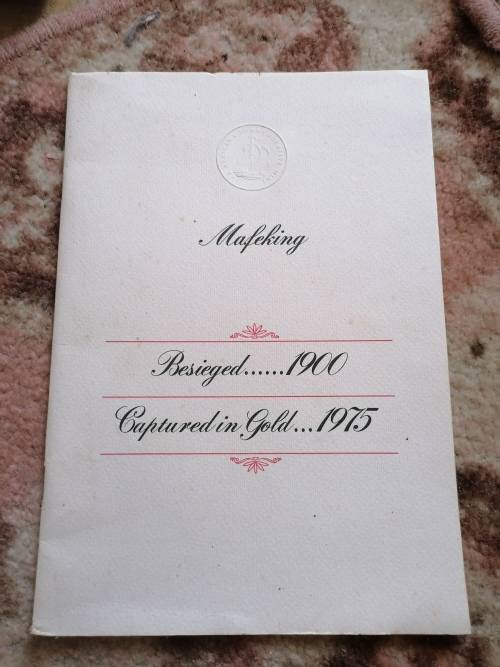 Mafeking
Besieged......1900
Captured in Gold...1975